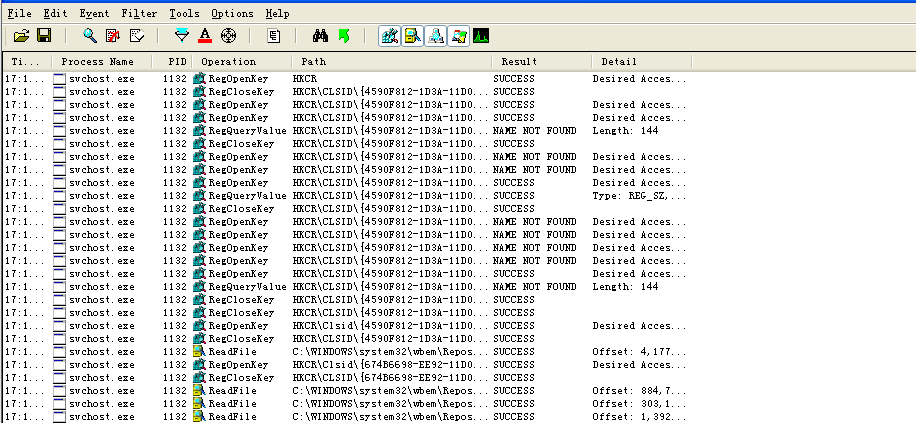 File Edit Event Filter Tools Options Help
Ti... Process Name PID Operation Path Result Detail
17:1... svchost.exe 1132 RegOpenKey HKCR SUCCESS Desired Acces...
17:1... svchost.exe 1132 RegCloseKey HKCR\CLSID\{4590F812-1D3A-11D0... SUCCESS
17:1... svchost.exe 1132 RegOpenKey HKCR\CLSID\{4590F812-1D3A-11D0... SUCCESS Desired Acces...
17:1... svchost.exe 1132 RegOpenKey HKCR\CLSID\{4590F812-1D3A-11D0... SUCCESS Desired Acces...
17:1... svchost.exe 1132 RegQueryValue HKCR\CLSID\{4590F812-1D3A-11D0... NAME NOT FOUND Length: 144
17:1... svchost.exe 1132 RegCloseKey HKCR\CLSID\{4590F812-1D3A-11D0... SUCCESS
17:1... svchost.exe 1132 RegOpenKey HKCR\CLSID\{4590F812-1D3A-11D0... NAME NOT FOUND Desired Acces...
17:1... svchost.exe 1132 RegOpenKey HKCR\CLSID\{4590F812-1D3A-11D0... NAME NOT FOUND Desired Acces...
17:1... svchost.exe 1132 RegOpenKey HKCR\CLSID\{4590F812-1D3A-11D0... SUCCESS Desired Acces...
17:1... svchost.exe 1132 RegQueryValue HKCR\CLSID\{4590F812-1D3A-11D0... SUCCESS Type: REG_SZ,...
17:1... svchost.exe 1132 RegCloseKey HKCR\CLSID\{4590F812-1D3A-11D0... SUCCESS
17:1... svchost.exe 1132 RegOpenKey HKCR\CLSID\{4590F812-1D3A-11D0... NAME NOT FOUND Desired Acces...
17:1... svchost.exe 1132 RegOpenKey HKCR\CLSID\{4590F812-1D3A-11D0... NAME NOT FOUND Desired Acces...
17:1... svchost.exe 1132 RegOpenKey HKCR\CLSID\{4590F812-1D3A-11D0... NAME NOT FOUND Desired Acces...
17:1... svchost.exe 1132 RegOpenKey HKCR\CLSID\{4590F812-1D3A-11D0... NAME NOT FOUND Desired Acces...
17:1... svchost.exe 1132 RegOpenKey HKCR\CLSID\{4590F812-1D3A-11D0... SUCCESS Desired Acces...
17:1... svchost.exe 1132 RegQueryValue HKCR\CLSID\{4590F812-1D3A-11D0... NAME NOT FOUND Length: 144
17:1... svchost.exe 1132 RegCloseKey HKCR\CLSID\{4590F812-1D3A-11D0... SUCCESS
17:1... svchost.exe 1132 RegCloseKey HKCR\CLSID\{4590F812-1D3A-11D0... SUCCESS
17:1... svchost.exe 1132 RegOpenKey HKCR\Clsid\{4590F812-1D3A-11D0... SUCCESS Desired Acces...
17:1... svchost.exe 1132 RegCloseKey HKCR\CLSID\{4590F812-1D3A-11D0... SUCCESS
17:1... svchost.exe 1132 ReadFile C:\WINDOWS\system32\wbem\Repos... SUCCESS Offset: 4,177...
17:1... svchost.exe 1132 RegOpenKey HKCR\Clsid\{674B6698-EE92-11D0... SUCCESS Desired Acces...
17:1... svchost.exe 1132 RegCloseKey HKCR\CLSID\{674B6698-EE92-11D0... SUCCESS
17:1... svchost.exe 1132 ReadFile C:\WINDOWS\system32\wbem\Repos... SUCCESS Offset: 884,7...
17:1... svchost.exe 1132 ReadFile C:\WINDOWS\system32\wbem\Repos... SUCCESS Offset: 303,1...
17:1... svchost.exe 1132 ReadFile C:\WINDOWS\system32\wbem\Repos... SUCCESS Offset: 1,392...